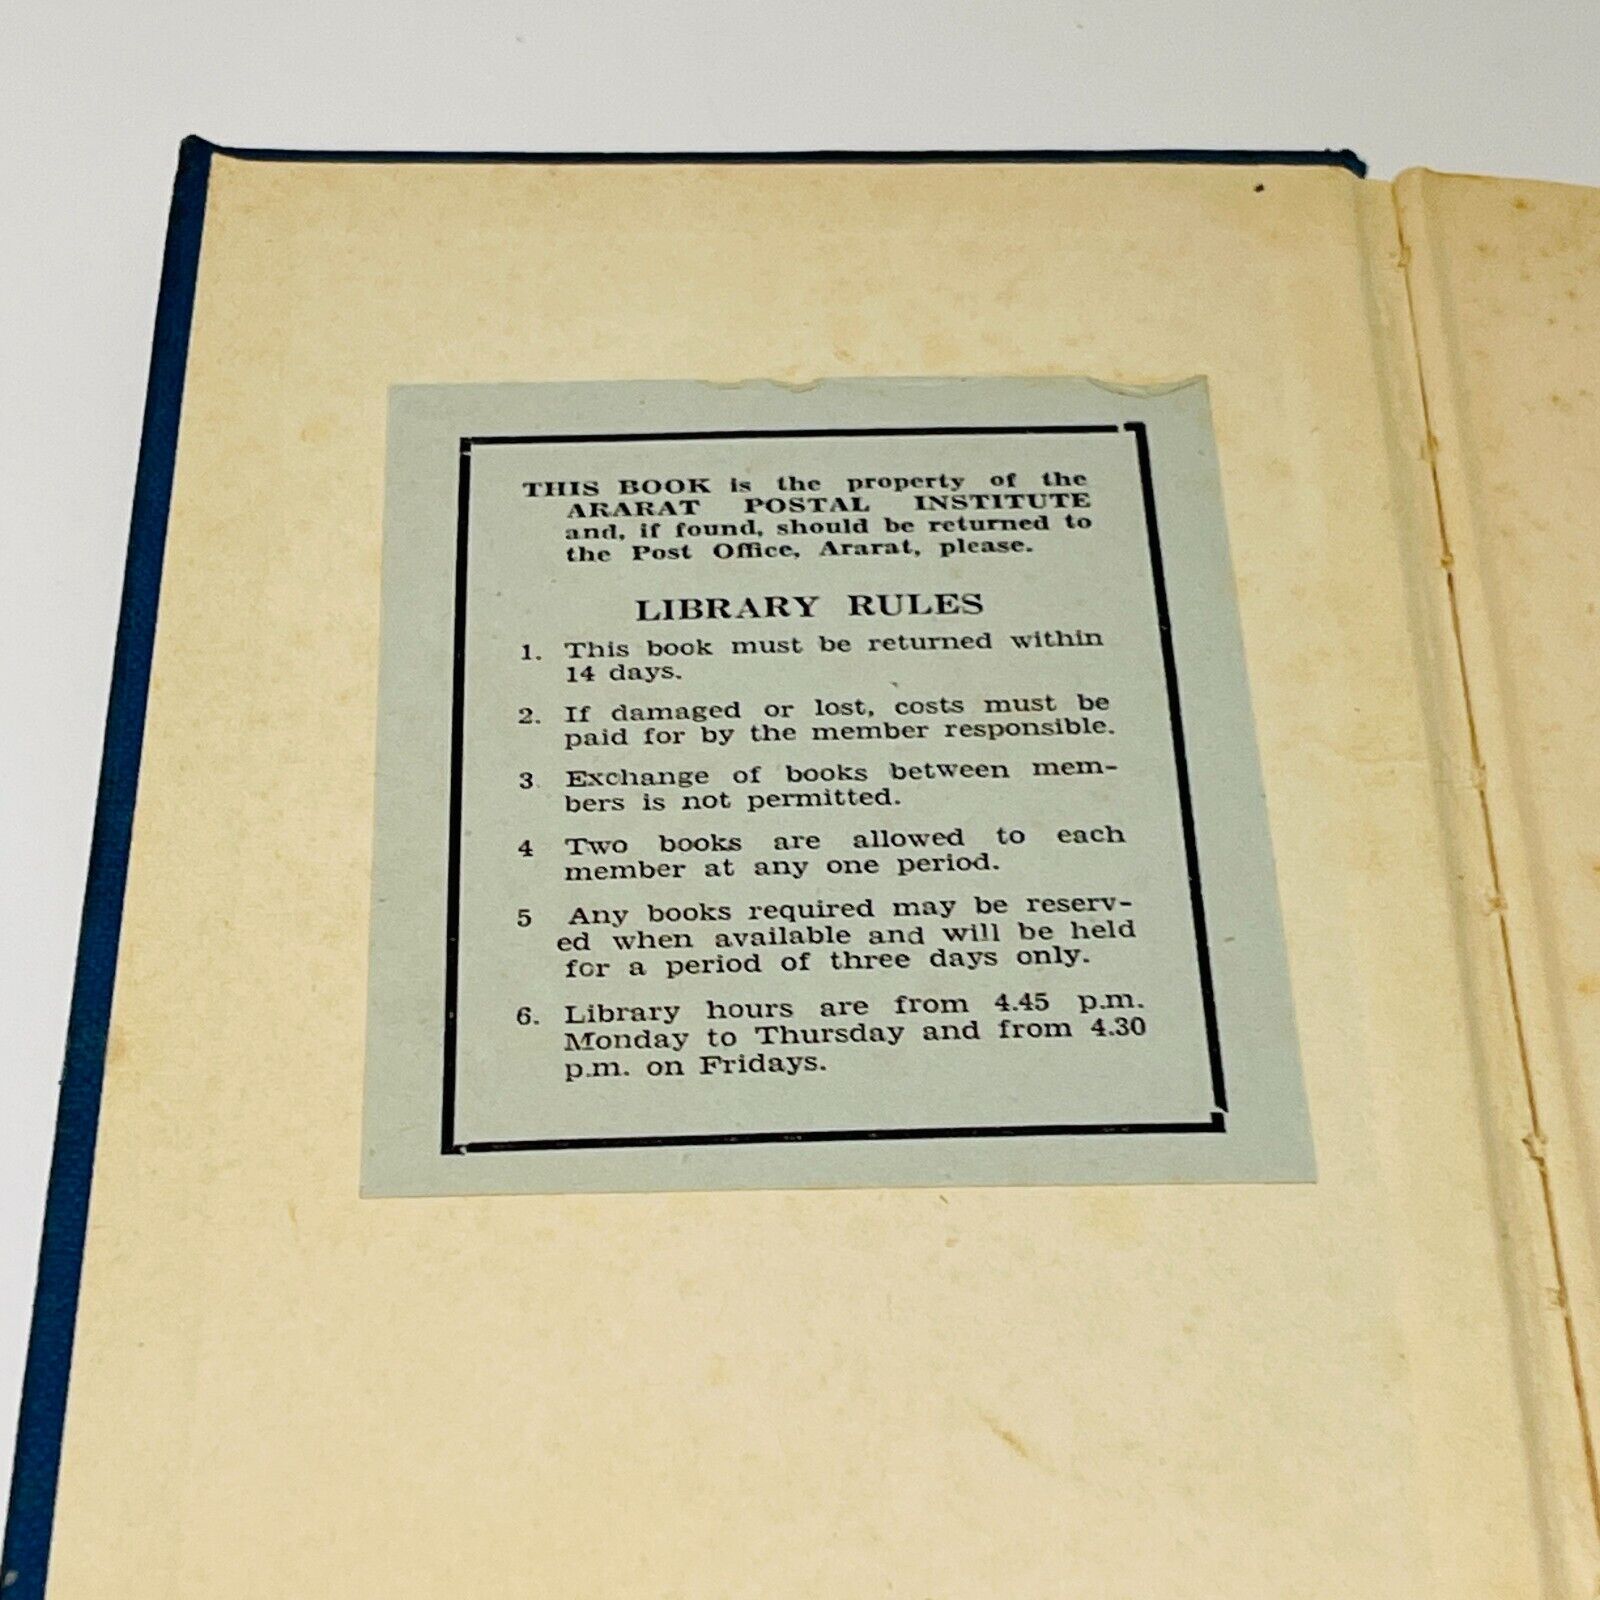 THIS BOOK is the property of the
ARARAT POSTAL INSTITUTE
and, if found, should be returned to
the Post Office, Ararat, please.
LIBRARY RULES
1. This book must be returned within
14 days.
2. If damaged or lost, costs must be
paid for by the member responsible.
3. Exchange of books between mem-
bers is not permitted.
4 Two books are allowed to each
member at any one period.
5 Any books required may be reserv-
ed when available and will be held
for a period of three days only.
6. Library hours are from 4.45 p.m.
Monday to Thursday and from 4.30
p.m. on Fridays.